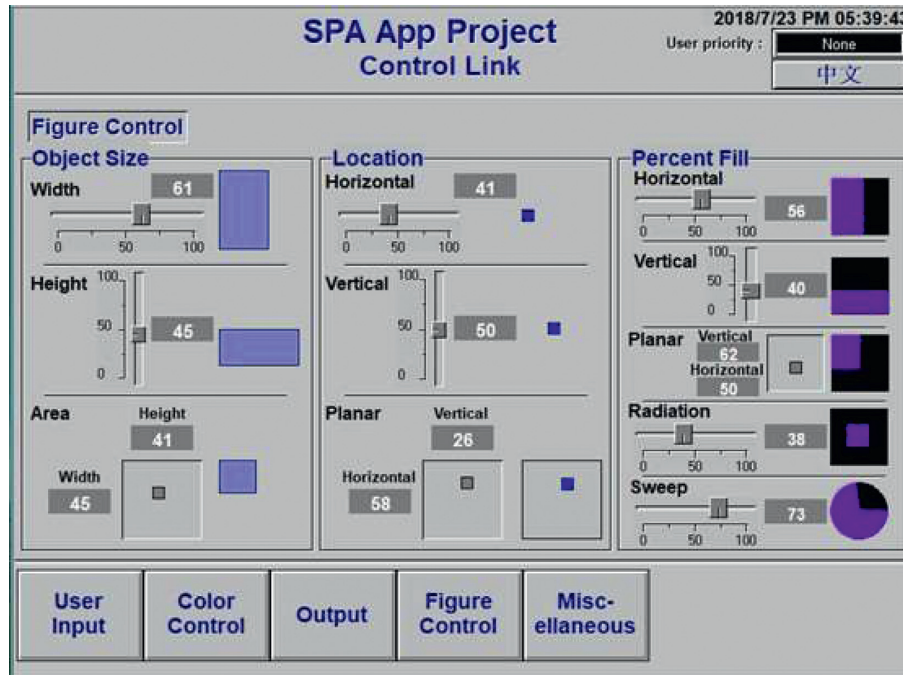 SPA App Project
Control Link
2018/7/23 PM 05:39:43
User priority : None
中文
Figure Control
Object Size
Width 61
0 50 100
Height 100
50
0
45
Area
Height
41
Width
45
Location
Horizontal 41
0 50 100
Vertical 100
50
0
50
Planar
Vertical
26
Horizontal
58
Percent Fill
Horizontal
56
0 50 100
Vertical 100
50
0
40
Planar
Vertical
62
Horizontal
50
Radiation
38
0 50 100
Sweep
73
0 50 100
User
Input
Color
Control
Output
Figure
Control
Misc-
ellaneous